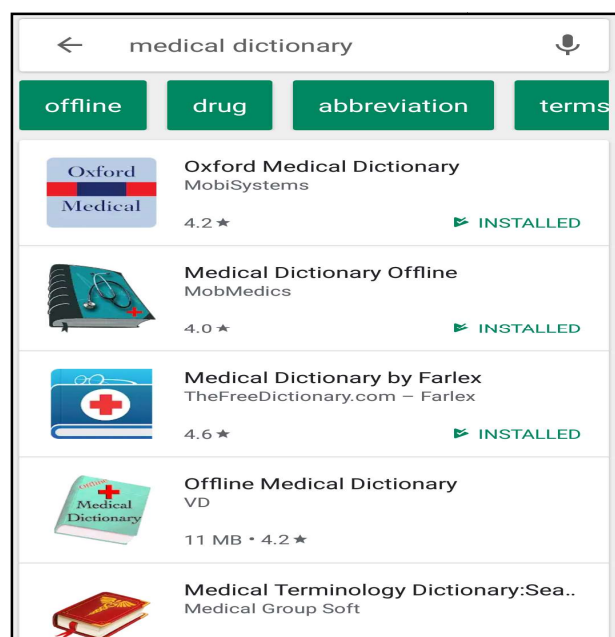 medical dictionary
offline drug abbreviation terms
Oxford
Medical
Oxford Medical Dictionary
MobiSystems
4.2★ INSTALLED
Medical Dictionary Offline
MobMedics
4.0★ INSTALLED
Medical Dictionary by Farlex
TheFreeDictionary.com – Farlex
4.6★ INSTALLED
Offline
Medical
Dictionary
Offline Medical Dictionary
VD
11 MB • 4.2★
Medical Terminology Dictionary:Sea..
Medical Group Soft